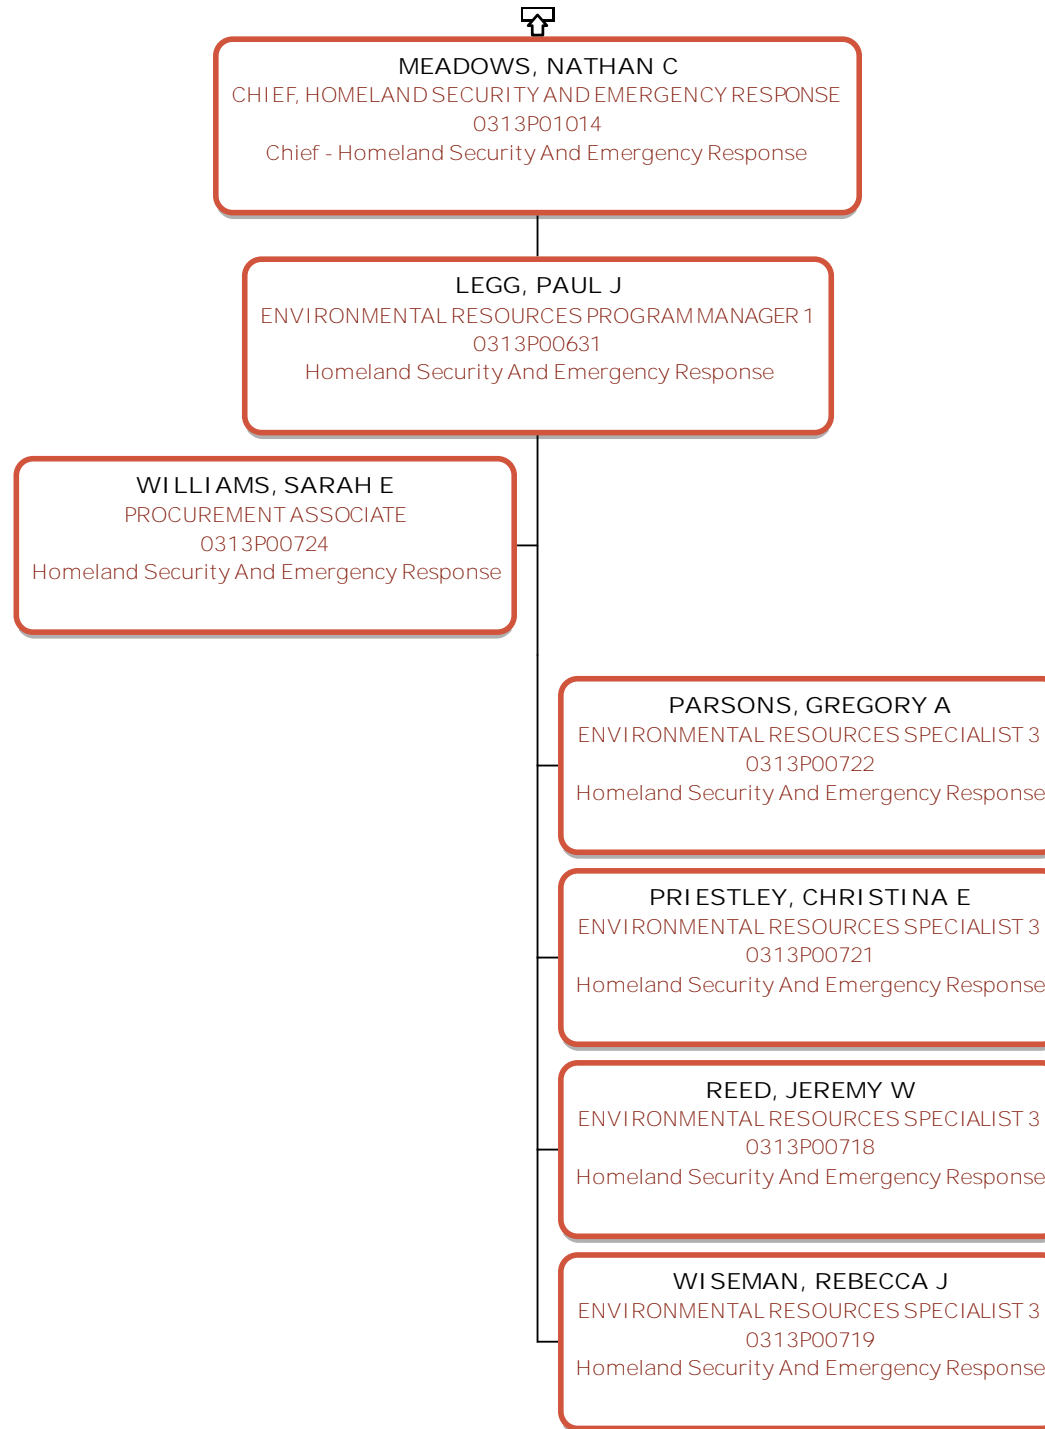 MEADOWS, NATHAN C
CHIEF, HOMELAND SECURITY AND EMERGENCY RESPONSE
0313P01014
Chief - Homeland Security And Emergency Response
LEGG, PAUL J
ENVIRONMENTAL RESOURCES PROGRAM MANAGER 1
0313P00631
Homeland Security And Emergency Response
WILLIAMS, SARAH E
PROCUREMENT ASSOCIATE
0313P00724
Homeland Security And Emergency Response
PARSONS, GREGORY A
ENVIRONMENTAL RESOURCES SPECIALIST 3
0313P00722
Homeland Security And Emergency Response
PRIESTLEY, CHRISTINA E
ENVIRONMENTAL RESOURCES SPECIALIST 3
0313P00721
Homeland Security And Emergency Response
REED, JEREMY W
ENVIRONMENTAL RESOURCES SPECIALIST 3
0313P00718
Homeland Security And Emergency Response
WISEMAN, REBECCA J
ENVIRONMENTAL RESOURCES SPECIALIST 3
0313P00719
Homeland Security And Emergency Response